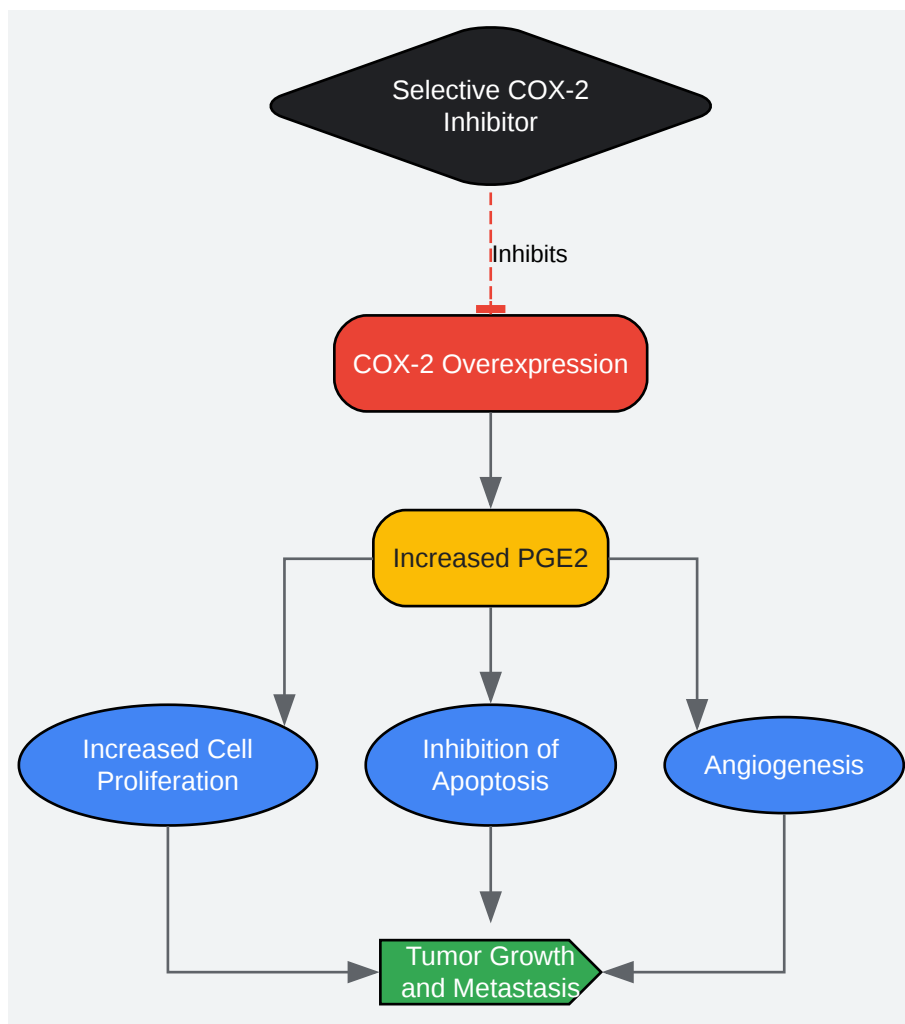 Selective COX-2
Inhibitor
Inhibits
COX-2 Overexpression
Increased PGE2
Increased Cell
Proliferation
Inhibition of
Apoptosis
Angiogenesis
Tumor Growth
and Metastasis